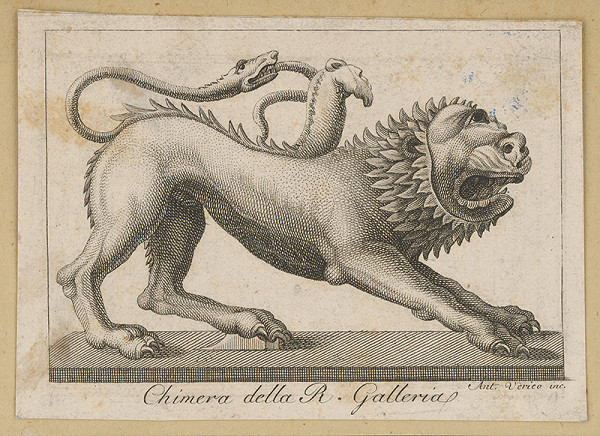 Ant. Verico inc.
Chimera della R. Galleria